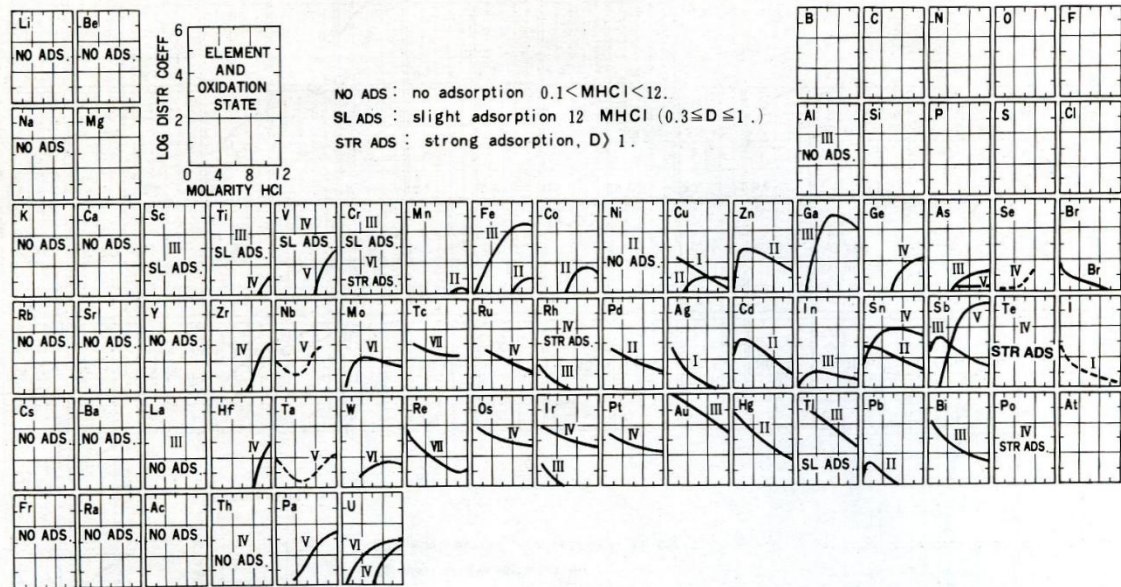 Li
NO ADS.
Be
NO ADS.
LOG DISTR COEFF
6
4
2
ELEMENT
AND
OXIDATION
STATE
0 4 8 12
MOLARITY HCl
NO ADS : no adsorption 0.1<MHCl<12.
SL ADS : slight adsorption 12 MHCl (0.3≦D≦1.)
STR ADS : strong adsorption, D⟩ 1.
B
C
N
O
F
Na
NO ADS.
Mg
Al
III
NO ADS.
Si
P
S
Cl
K
NO ADS.
Ca
NO ADS.
Sc
III
SL ADS.
Ti
III
SL ADS.
IV
V
IV
SL ADS.
V
Cr
III
SL ADS.
VI
STR ADS.
Mn
II
Fe
III
II
Co
II
Ni
II
NO ADS.
Cu
I
II
Zn
II
Ga
III
Ge
IV
As
III
V
Se
IV
Br
Br
Rb
NO ADS.
Sr
NO ADS.
Y
NO ADS.
Zr
IV
Nb
V
Mo
VI
Tc
VII
Ru
IV
Rh
IV
STR ADS.
III
Pd
II
Ag
I
Cd
II
In
III
Sn
IV
II
Sb
III
V
Te
IV
STR ADS
I
I
Cs
NO ADS.
Ba
NO ADS.
La
III
NO ADS.
Hf
IV
Ta
V
W
VI
Re
VII
Os
IV
Ir
IV
III
Pt
IV
Au
III
Hg
II
Tl
III
SL ADS.
Pb
II
Bi
III
Po
IV
STR ADS.
At
Fr
NO ADS.
Ra
NO ADS.
Ac
NO ADS.
Th
IV
NO ADS.
Pa
V
U
VI
IV